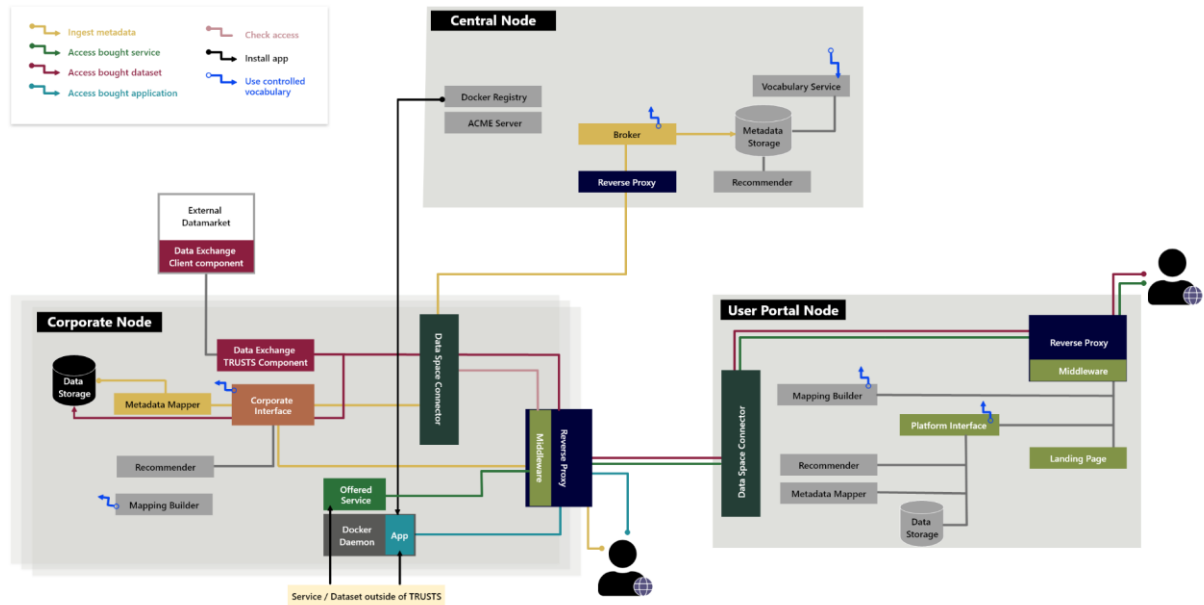 Ingest metadata
Access bought service
Access bought dataset
Access bought application
Check access
Install app
Use controlled
vocabulary
Central Node
Docker Registry
ACME Server
Broker
Reverse Proxy
Vocabulary Service
Metadata
Storage
Recommender
External
Datamarket
Data Exchange
Client component
Corporate Node
Data Exchange
TRUSTS Component
Data
Storage
Metadata Mapper
Corporate
Interface
Data Space Connector
Recommender
Mapping Builder
Middleware
Reverse Proxy
Offered
Service
Docker
Daemon
App
Service / Dataset outside of TRUSTS
User Portal Node
Data Space Connector
Reverse Proxy
Middleware
Mapping Builder
Platform Interface
Landing Page
Recommender
Metadata Mapper
Data
Storage